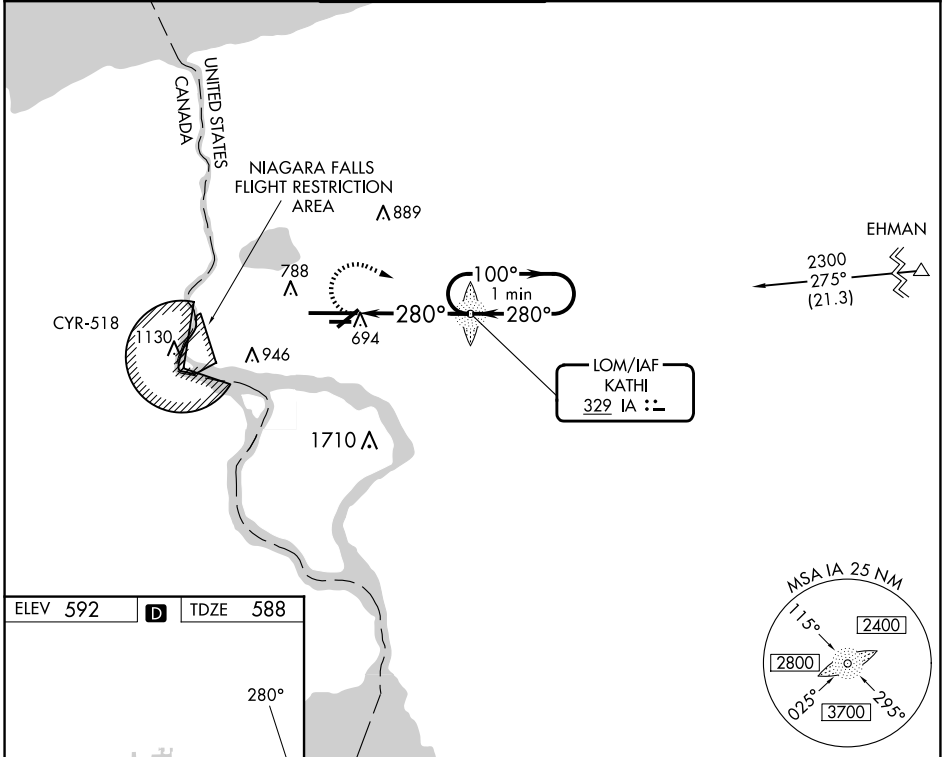 UNITED STATES
CANADA
NIAGARA FALLS
FLIGHT RESTRICTION
AREA
889
EHMAN
2300
275°
(21.3)
788
100°
1 min
280°
280°
694
CYR-518
1130
946
LOM/IAF
KATHI
329 IA
1710
MSA IA 25 NM
115°
2400
2800
025°
3700
295°
ELEV 592
D
TDZE 588
280°